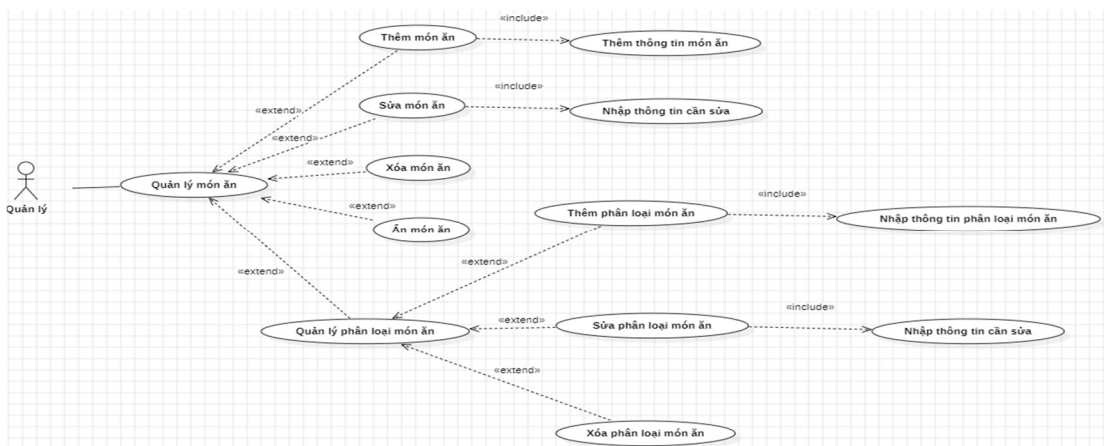 «include»
Thêm món ăn
Thêm thông tin món ăn
«include»
«extend»
Sửa món ăn
Nhập thông tin cần sửa
«extend»
«extend»
Xóa món ăn
Quản lý món ăn
«include»
Quản lý
«extend»
Thêm phân loại món ăn
Nhập thông tin phân loại món ăn
Ẩn món ăn
«extend»
«extend»
«include»
«extend»
Sửa phân loại món ăn
Quản lý phân loại món ăn
Nhập thông tin cần sửa
«extend»
Xóa phân loại món ăn